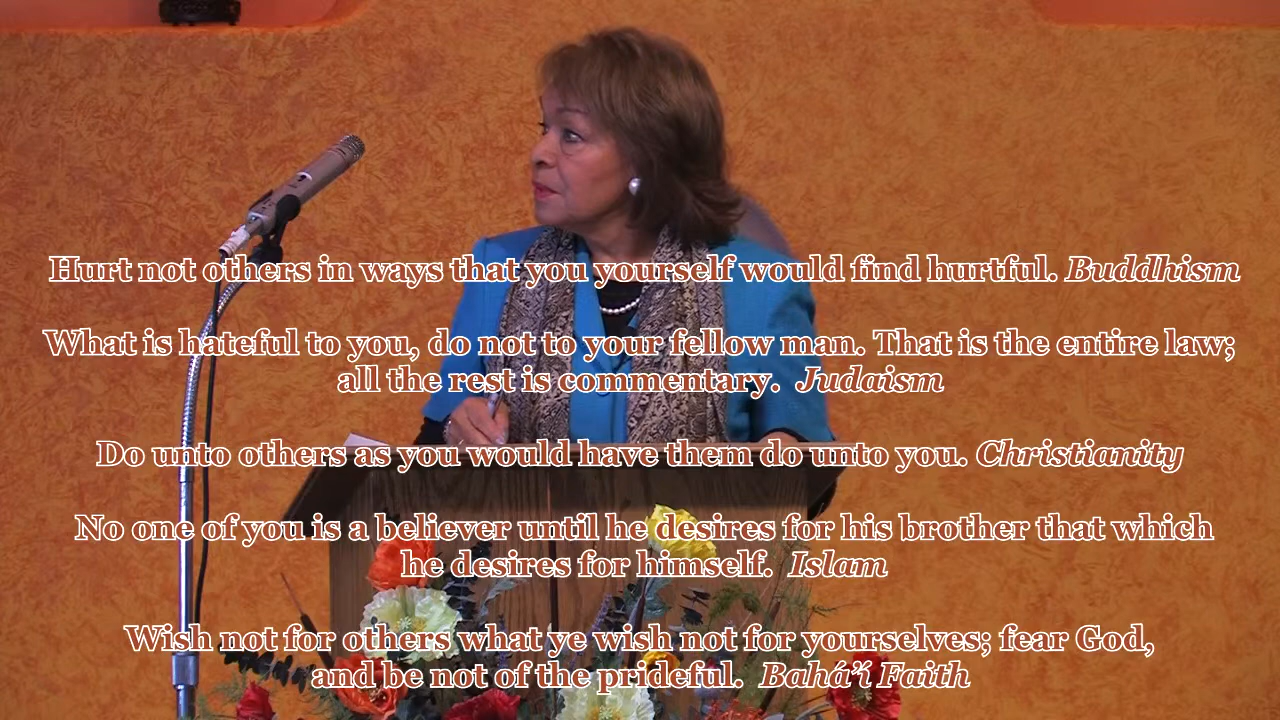 Hurt not others in ways that you yourself would find hurtful. Buddhism
What is hateful to you, do not to your fellow man. That is the entire law;
all the rest is commentary. Judaism
Do unto others as you would have them do unto you. Christianity
No one of you is a believer until he desires for his brother that which
he desires for himself. Islam
Wish not for others what ye wish not for yourselves; fear God,
and be not of the prideful. Bahá’í Faith